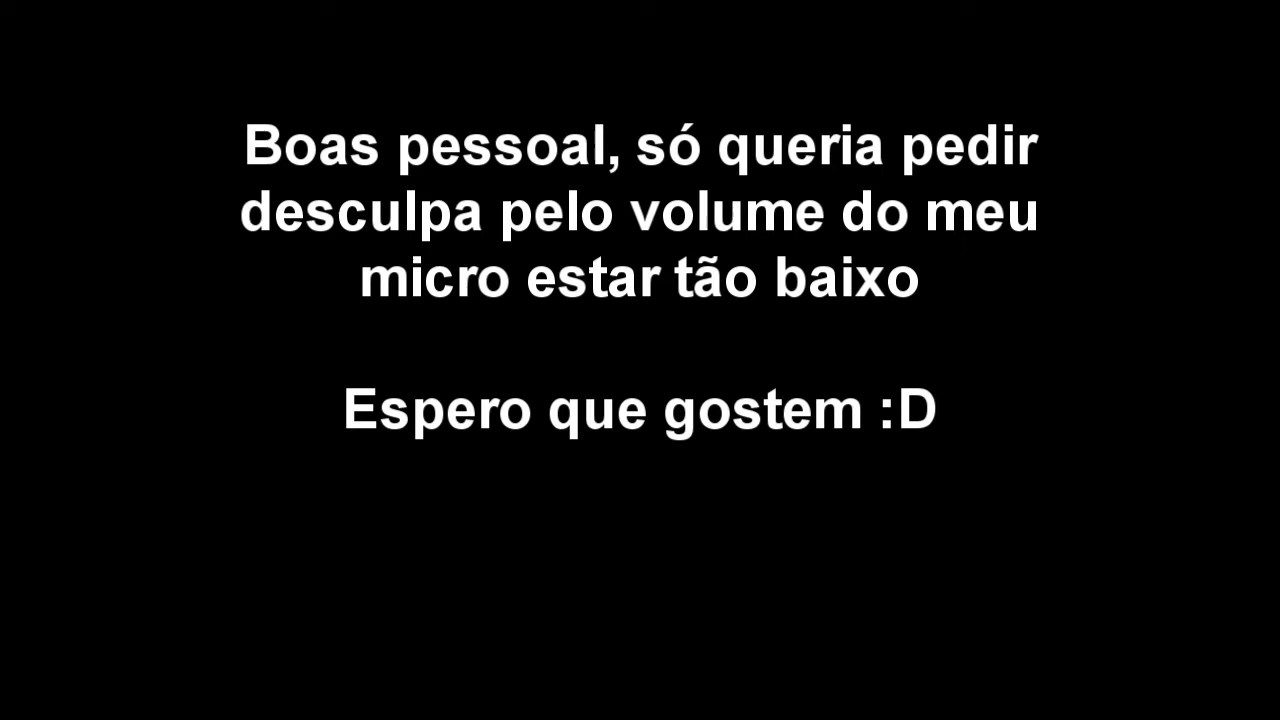 Boas pessoal, só queria pedir
desculpa pelo volume do meu
micro estar tão baixo
Espero que gostem :D